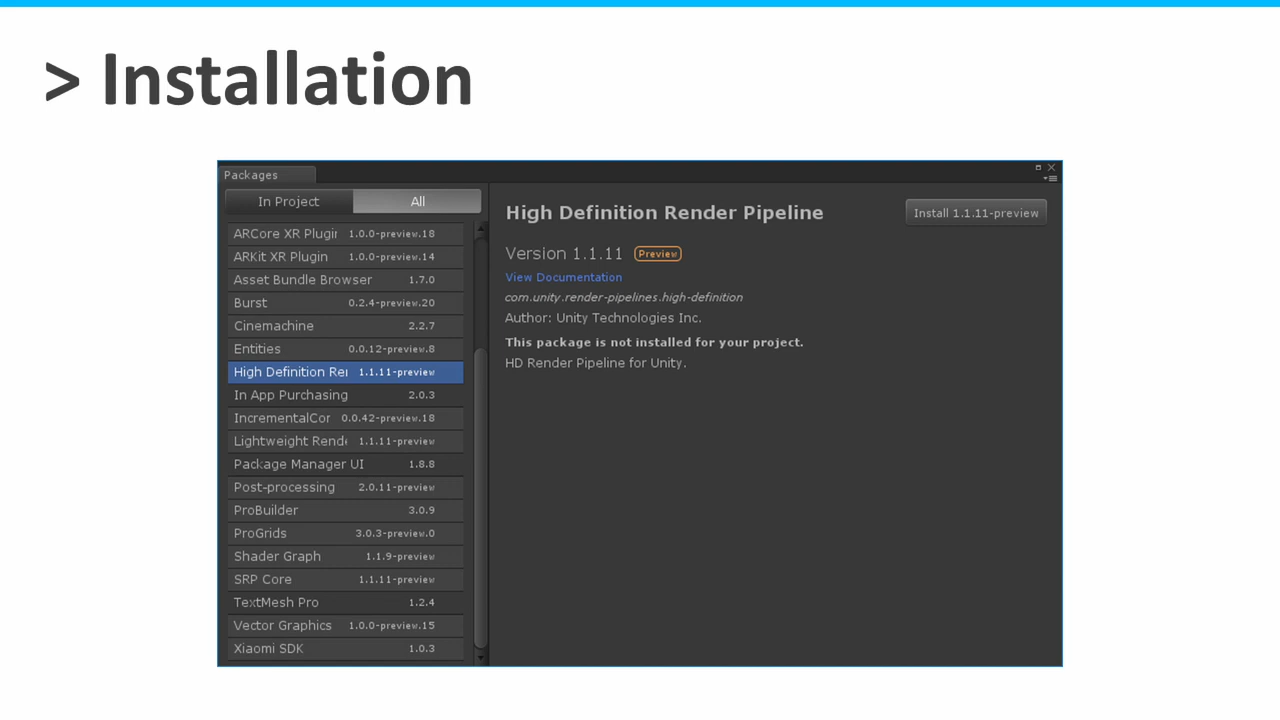 > Installation
Packages
In Project All
ARCore XR Plugin 1.0.0-preview.18
ARKit XR Plugin 1.0.0-preview.14
Asset Bundle Browser 1.7.0
Burst 0.2.4-preview.20
Cinemachine 2.2.7
Entities 0.0.12-preview.8
High Definition Rei 1.1.11-preview
In App Purchasing 2.0.3
IncrementalCor 0.0.42-preview.18
Lightweight Rende 1.1.11-preview
Package Manager UI 1.8.8
Post-processing 2.0.11-preview
ProBuilder 3.0.9
ProGrids 3.0.3-preview.0
Shader Graph 1.1.9-preview
SRP Core 1.1.11-preview
TextMesh Pro 1.2.4
Vector Graphics 1.0.0-preview.15
Xiaomi SDK 1.0.3
High Definition Render Pipeline
Install 1.1.11-preview
Version 1.1.11 Preview
View Documentation
com.unity.render-pipelines.high-definition
Author: Unity Technologies Inc.
This package is not installed for your project.
HD Render Pipeline for Unity.